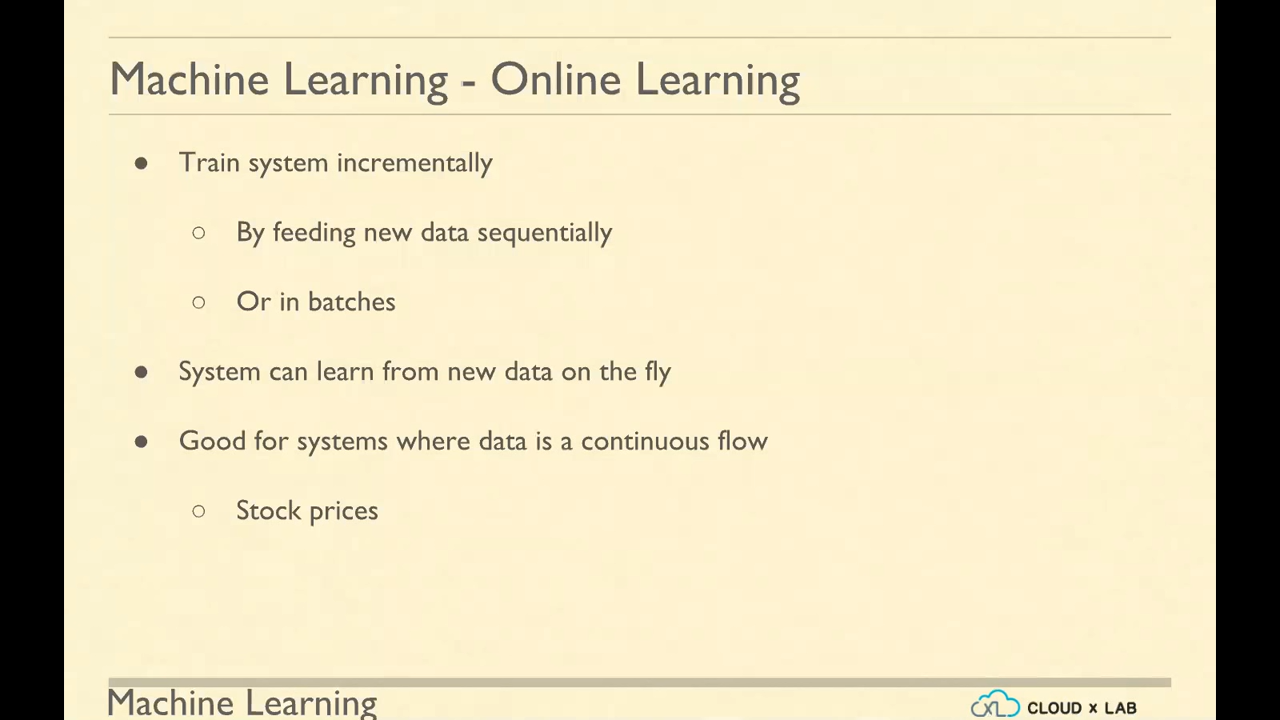 Machine Learning - Online Learning
● Train system incrementally
○ By feeding new data sequentially
○ Or in batches
● System can learn from new data on the fly
● Good for systems where data is a continuous flow
○ Stock prices
Machine Learning
CLOUD x LAB